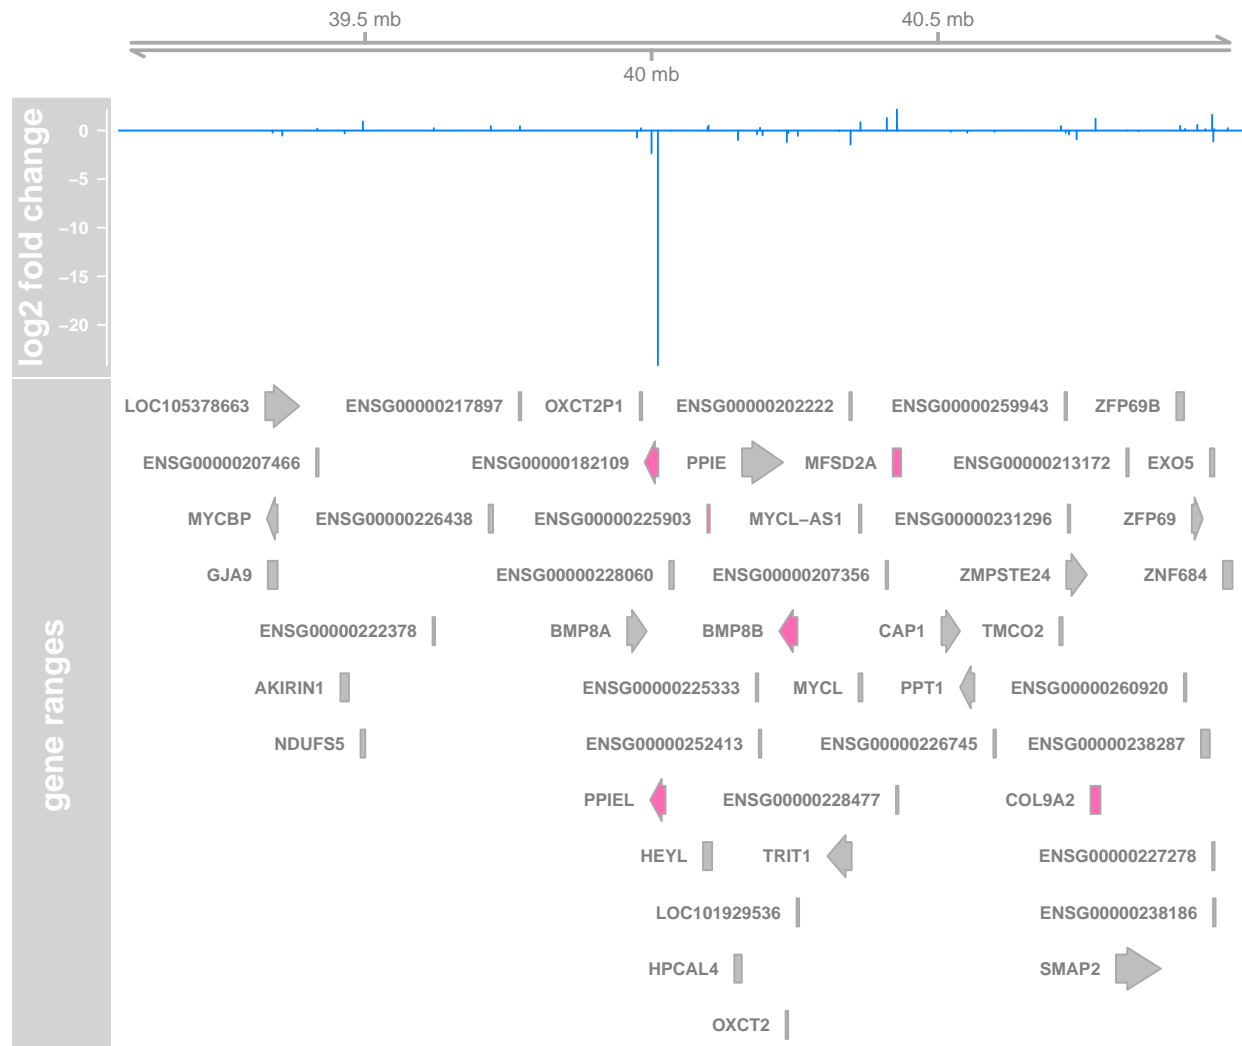 39.5 mb 40.5 mb
40 mb
log2 fold change
0
−5
−10
−15
−20
gene ranges
LOC105378663 ENSG00000217897 OXCT2P1 ENSG00000202222 ENSG00000259943 ZFP69B
ENSG00000207466 ENSG00000182109 PPIE MFSD2A ENSG00000213172 EXO5
MYCBP ENSG00000226438 ENSG00000225903 MYCL−AS1 ENSG00000231296 ZFP69
GJA9 ENSG00000228060 ENSG00000207356 ZMPSTE24 ZNF684
ENSG00000222378 BMP8A BMP8B CAP1 TMCO2
AKIRIN1 ENSG00000225333 MYCL PPT1 ENSG00000260920
NDUFS5 ENSG00000252413 ENSG00000226745 ENSG00000238287
PPIEL ENSG00000228477 COL9A2
HEYL TRIT1 ENSG00000227278
LOC101929536 ENSG00000238186
HPCAL4 SMAP2
OXCT2